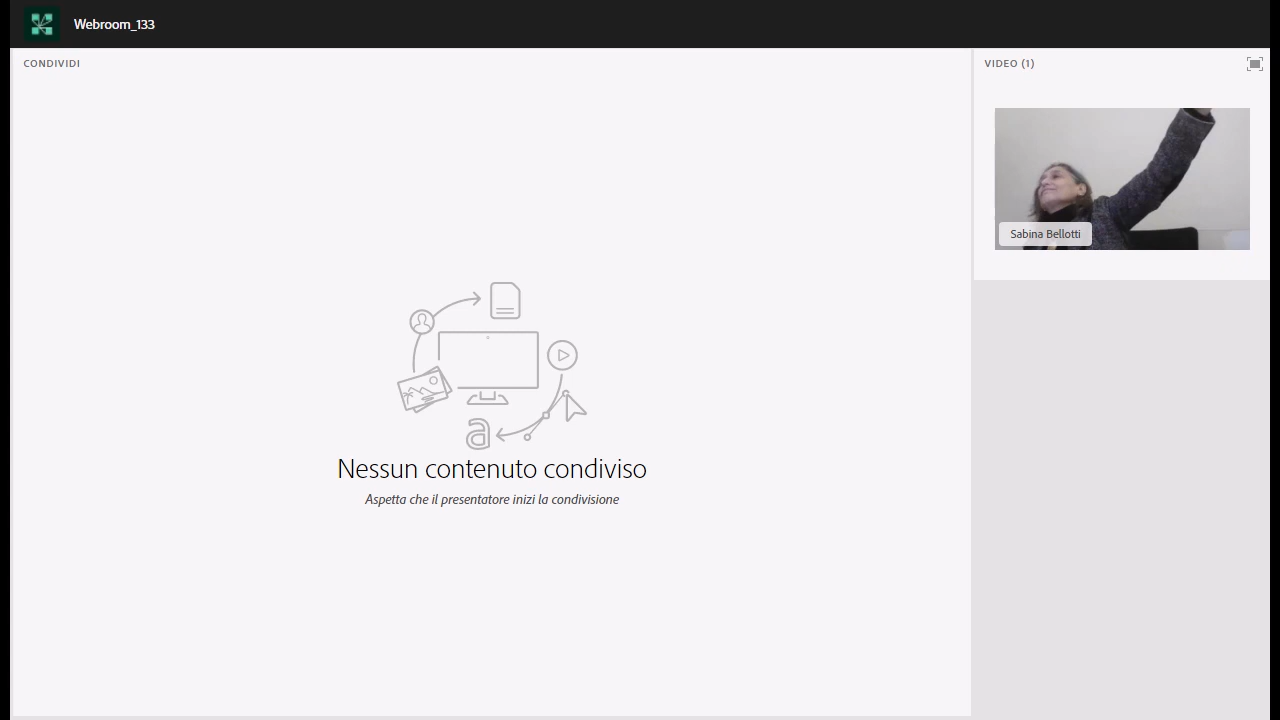 Webroom_133
CONDIVIDI
VIDEO (1)
Sabina Bellotti
a
Nessun contenuto condiviso
Aspetta che il presentatore inizi la condivisione